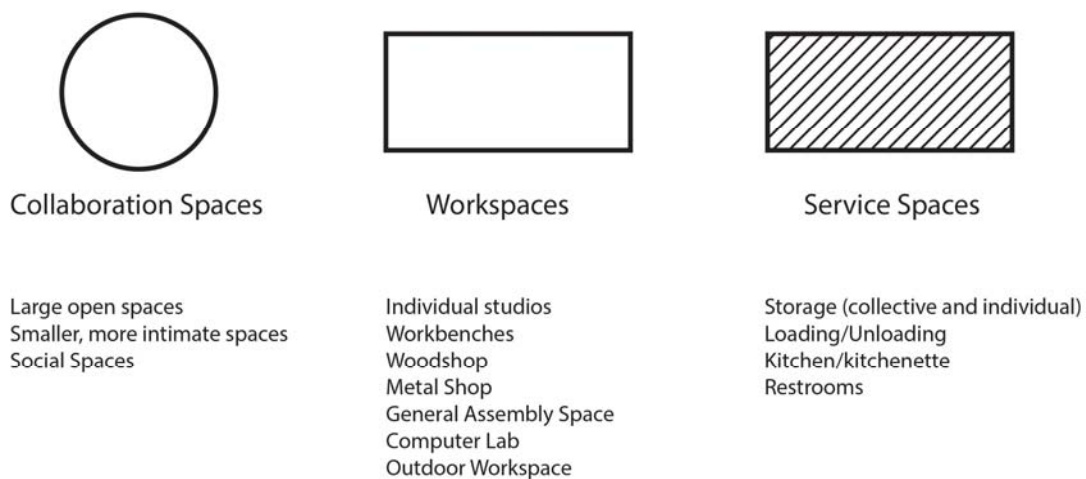 Collaboration Spaces
Workspaces
Service Spaces
Large open spaces
Smaller, more intimate spaces
Social Spaces
Individual studios
Workbenches
Woodshop
Metal Shop
General Assembly Space
Computer Lab
Outdoor Workspace
Storage (collective and individual)
Loading/Unloading
Kitchen/kitchenette
Restrooms